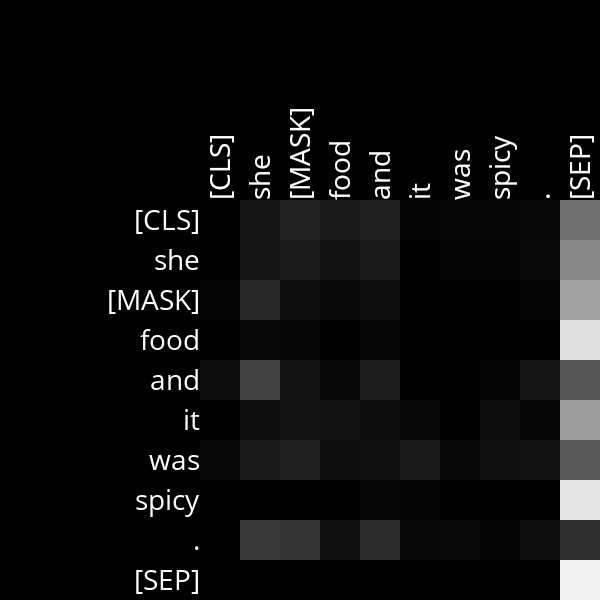 [CLS] she [MASK] food and it was spicy . [SEP]
[CLS]
she
[MASK]
food
and
it
was
spicy
.
[SEP]